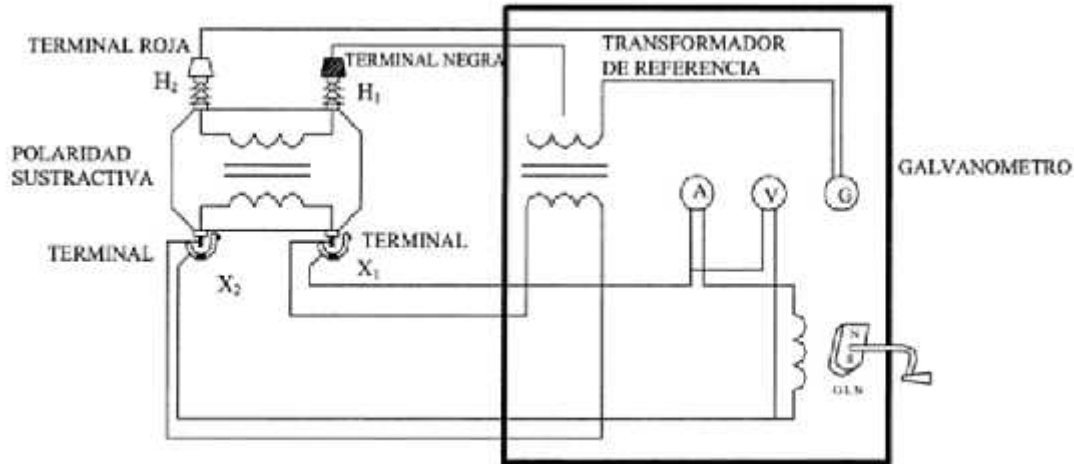 TERMINAL ROJA
TERMINAL NEGRA
TRANSFORMADOR
DE REFERENCIA
H₂
H₁
POLARIDAD
SUSTRACTIVA
GALVANOMETRO
A
V
G
TERMINAL
TERMINAL
X₂
X₁
N
S